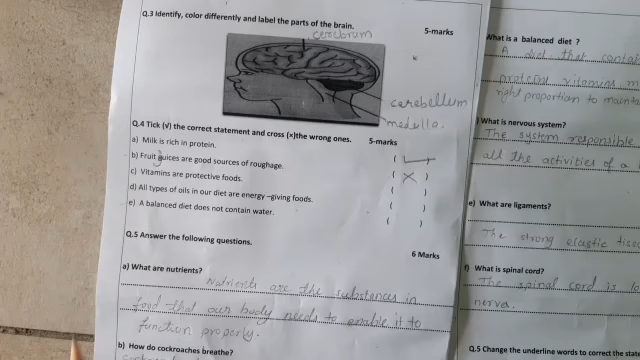 Q.3 Identify, color differently and label the parts of the brain.
5-marks
cerebrum
cerebellum
medulla.
Q.4 Tick (√) the correct statement and cross (×)the wrong ones.
5-marks
a) Milk is rich in protein.
b) Fruit guices are good sources of roughage.
c) Vitamins are protective foods.
d) All types of oils in our diet are energy –giving foods.
e) A balanced diet does not contain water.
Q.5 Answer the following questions.
6 Marks
a) What are nutrients?
Nutrients are the substances in
food that our body needs to enable it to
function properly.
b) How do cockroaches breathe?
What is a balanced diet ?
A diet that
protein vitamin
right proportion to
What is nervous system?
The system responsible
all the activities of a
e) What are ligaments?
The strong elastic
f) What is spinal cord?
The spinal cord is
nerves.
Q.5 Change the underline words to correct the